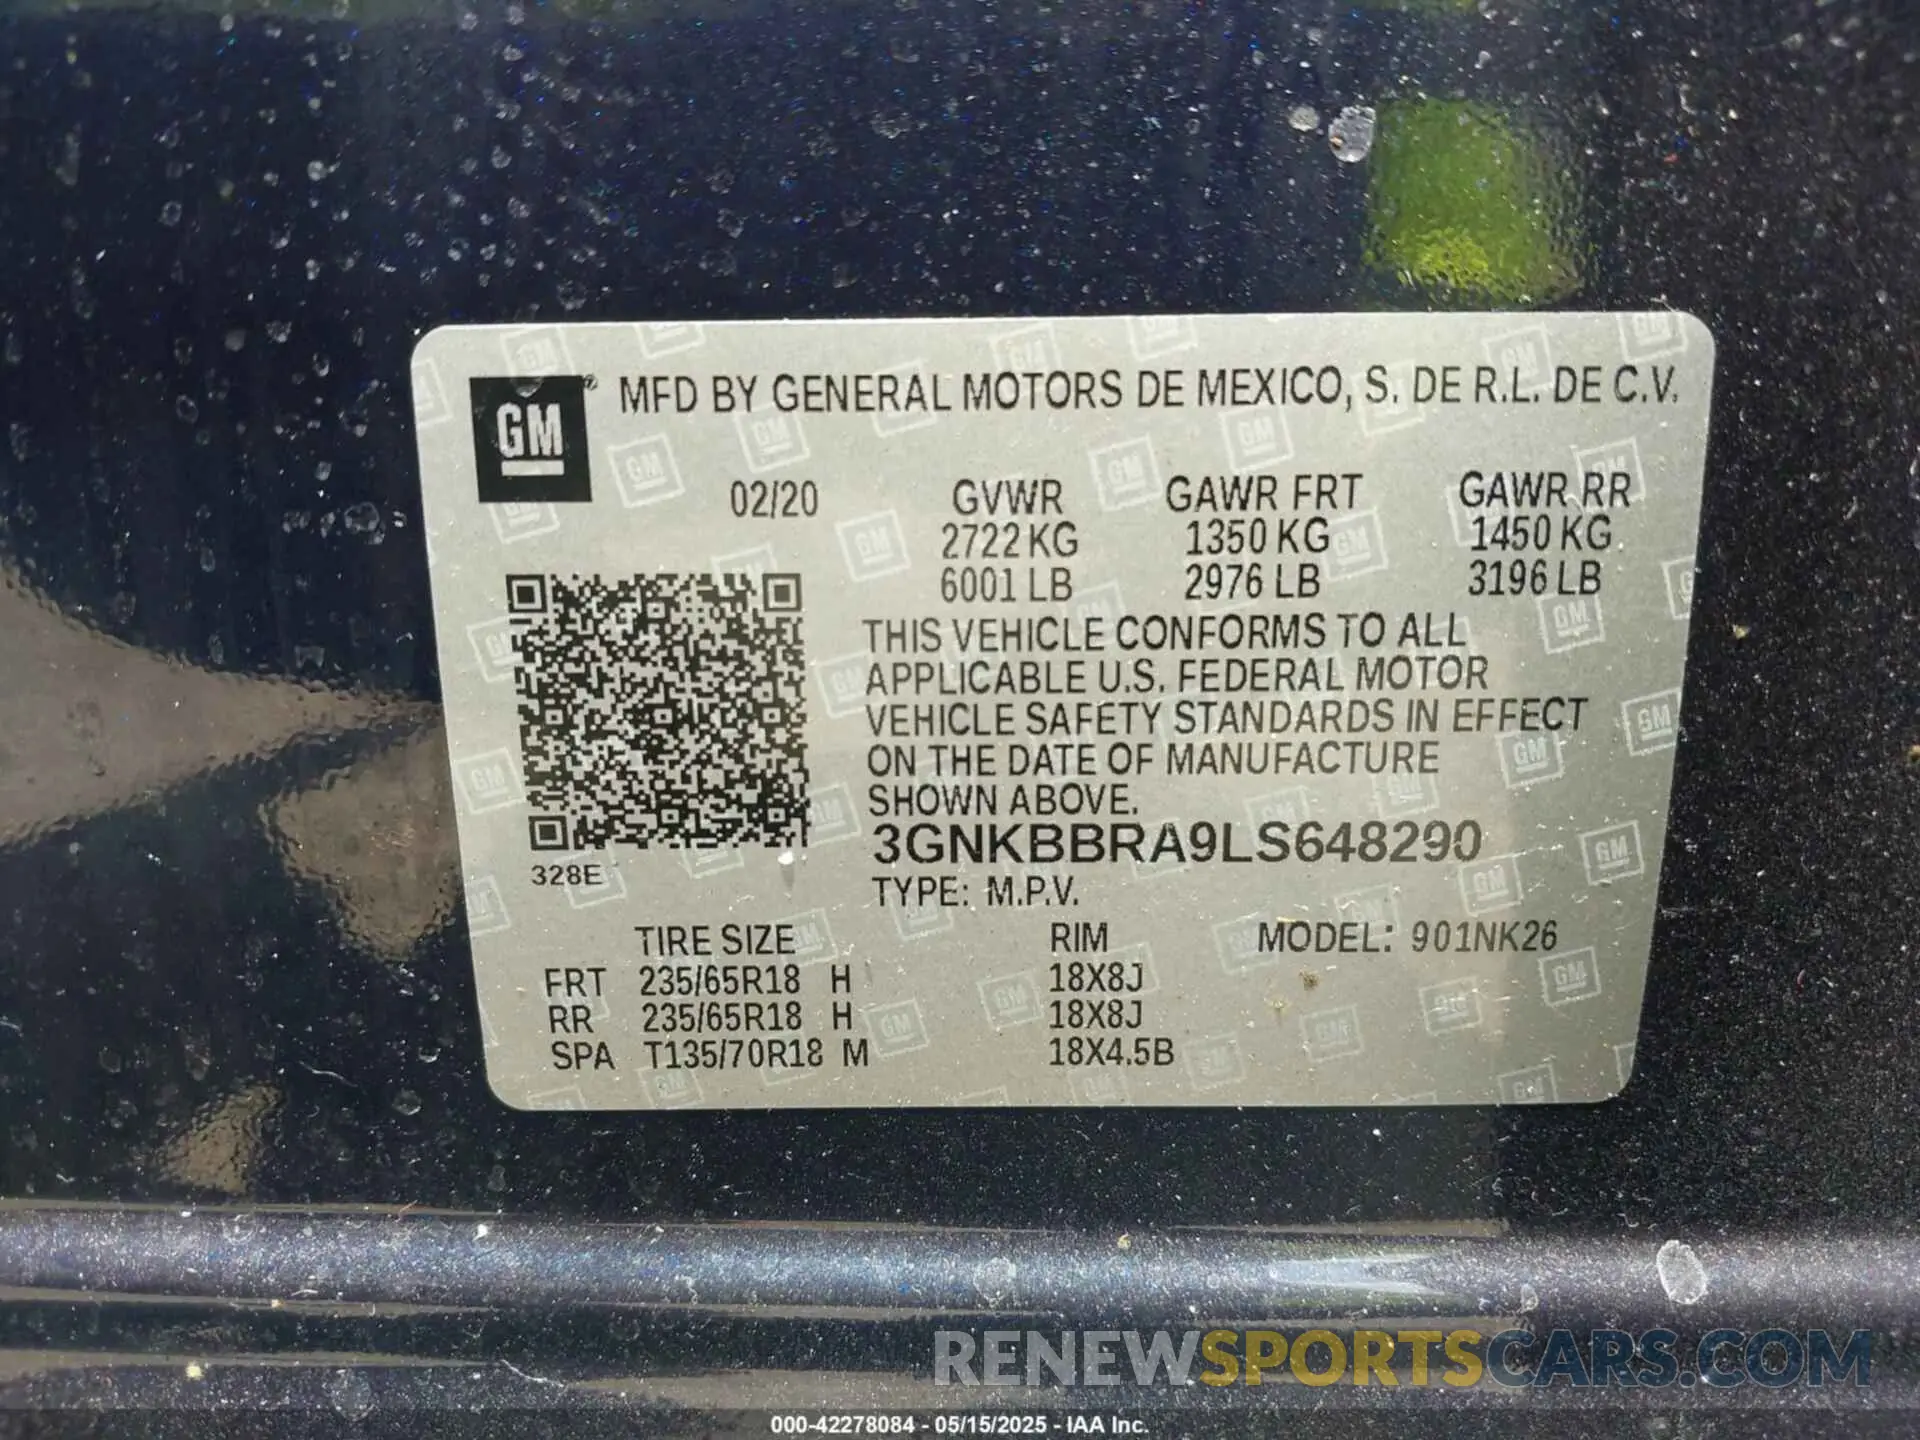 GM® MFD BY GENERAL MOTORS DE MEXICO, S. DE R.L. DE C.V.
02/20 GVWR GAWR FRT GAWR RR
2722 KG 1350 KG 1450 KG
6001 LB 2976 LB 3196 LB
THIS VEHICLE CONFORMS TO ALL
APPLICABLE U.S. FEDERAL MOTOR
VEHICLE SAFETY STANDARDS IN EFFECT
ON THE DATE OF MANUFACTURE
SHOWN ABOVE.
3GNKBBRA9LS648290
328E
TYPE: M.P.V.
TIRE SIZE RIM MODEL: 901NK26
FRT 235/65R18 H 18X8J
RR 235/65R18 H 18X8J
SPA T135/70R18 M 18X4.5B
RENEWSPORTSCARS.COM
000-42278084 - 05/15/2025 - IAA Inc.